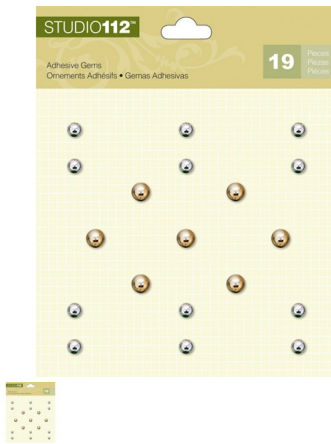 STUDIO112™
Adhesive Gems
Ornements Adhésifs • Gemas Adhesivas
19
Pieces
Piezas
Pièces